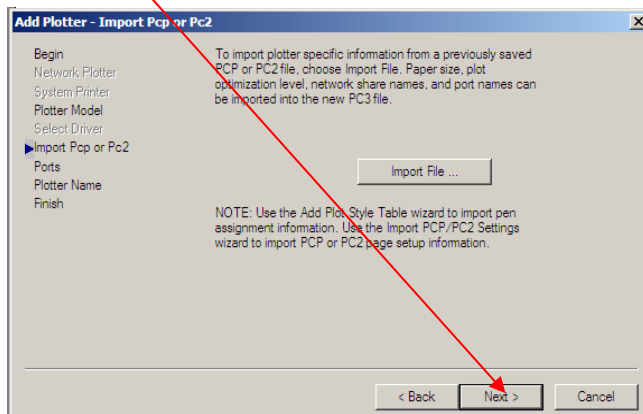 Add Plotter - Import Pcp or Pc2
Begin
Network Plotter
System Printer
Plotter Model
Select Driver
Import Pcp or Pc2
Ports
Plotter Name
Finish
To import plotter specific information from a previously saved
PCP or PC2 file, choose Import File. Paper size, plot
optimization level, network share names, and port names can
be imported into the new PC3 file.
Import File ...
NOTE: Use the Add Plot Style Table wizard to import pen
assignment information. Use the Import PCP/PC2 Settings
wizard to import PCP or PC2 page setup information.
< Back
Next >
Cancel